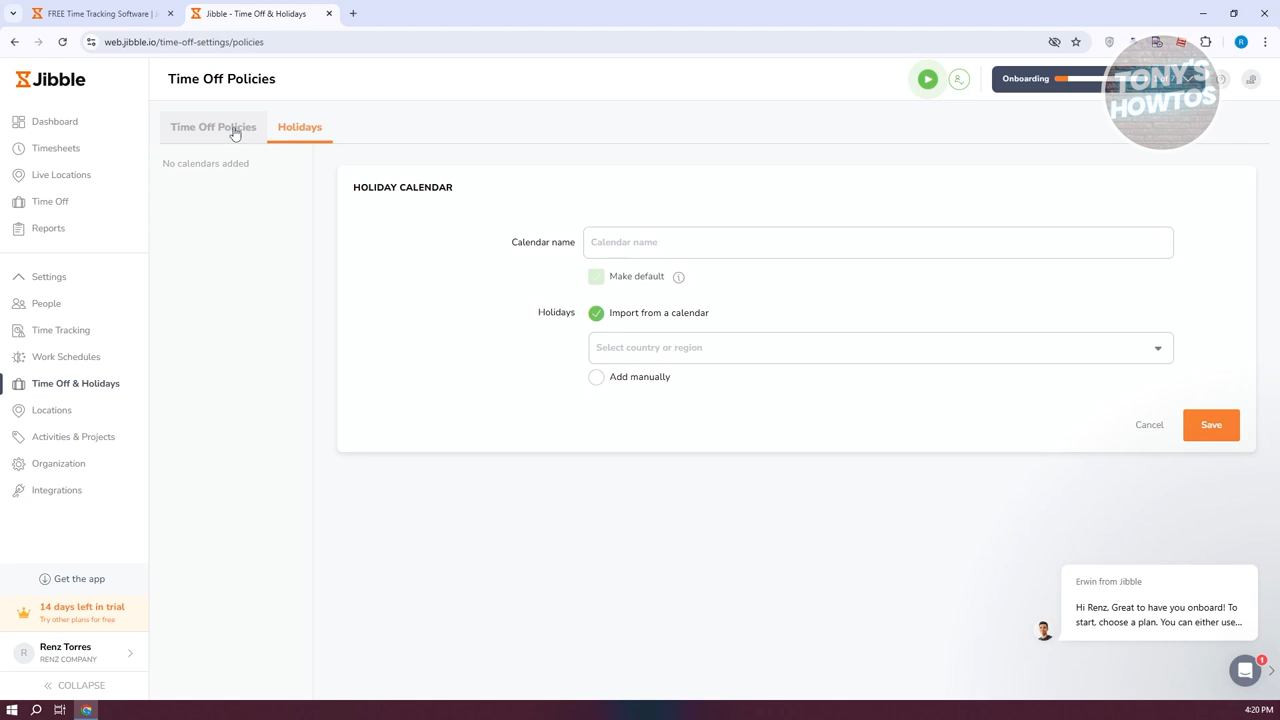 FREE Time Tracking Software | J
Jibble - Time Off & Holidays
web.jibble.io/time-off-settings/policies
Jibble
Time Off Policies
Onboarding
TONY'S
HOWTOS
Dashboard
Timesheets
Live Locations
Time Off
Reports
Settings
People
Time Tracking
Work Schedules
Time Off & Holidays
Locations
Activities & Projects
Organization
Integrations
Get the app
14 days left in trial
Try other plans for free
R
Renz Torres
RENZ COMPANY
COLLAPSE
Time Off Policies
Holidays
No calendars added
HOLIDAY CALENDAR
Calendar name
Calendar name
Make default
Holidays
Import from a calendar
Select country or region
Add manually
Cancel
Save
Erwin from Jibble
Hi Renz, Great to have you onboard! To
start, choose a plan. You can either use...
1
4:20 PM